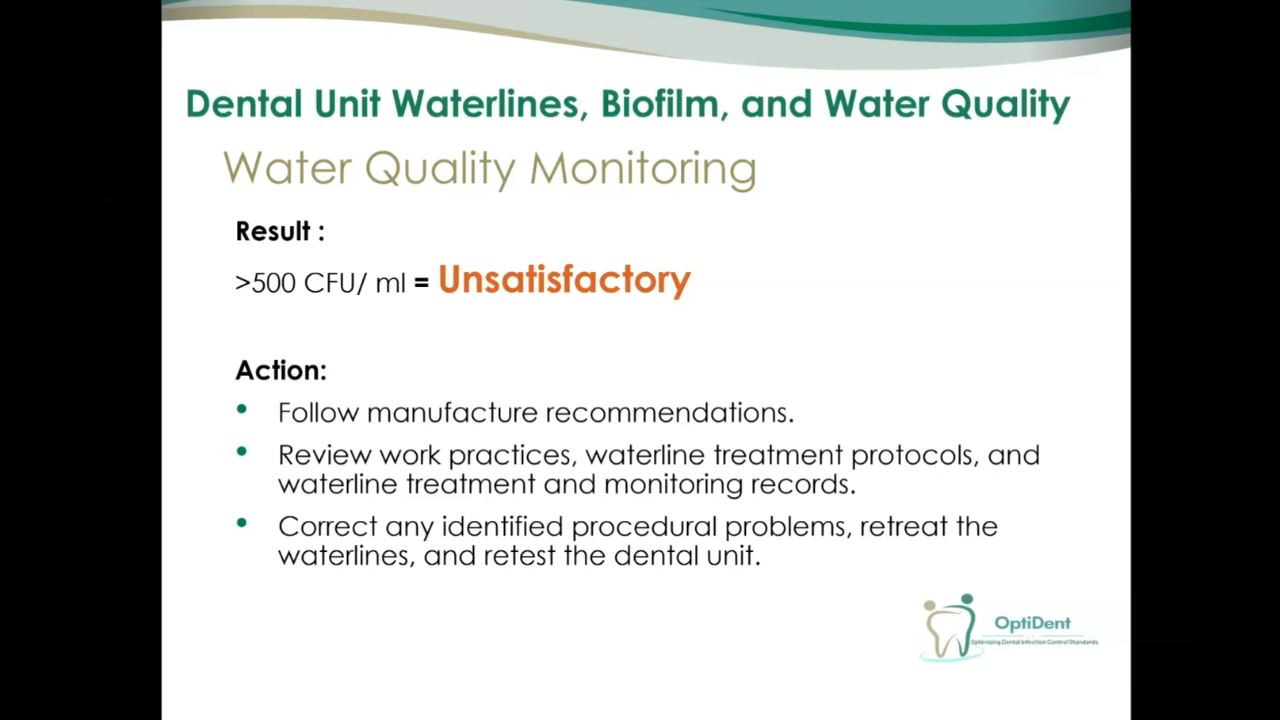 Dental Unit Waterlines, Biofilm, and Water Quality
Water Quality Monitoring
Result :
>500 CFU/ ml = Unsatisfactory
Action:
• Follow manufacture recommendations.
• Review work practices, waterline treatment protocols, and
waterline treatment and monitoring records.
• Correct any identified procedural problems, retreat the
waterlines, and retest the dental unit.
OptiDent
Optimizing Dental Infection Control Standards